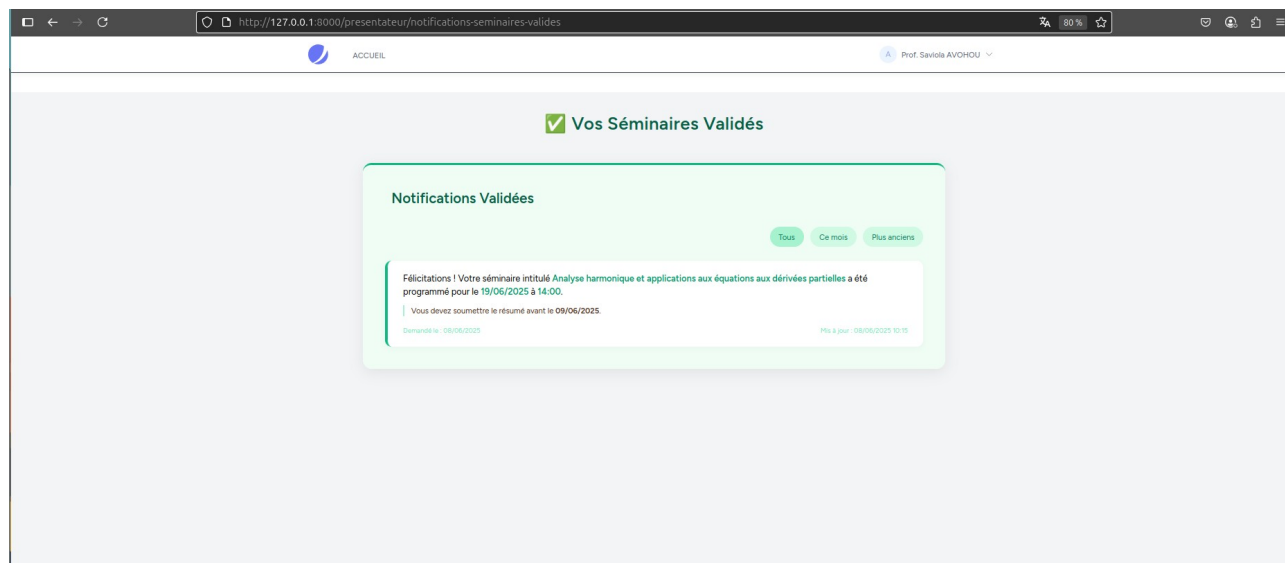 http://127.0.0.1:8000/presentateur/notifications-seminaires-valides
80 %
ACCUEIL
A Prof. Saviola AVOHOU
✅ Vos Séminaires Validés
Notifications Validées
Tous Ce mois Plus anciens
Félicitations ! Votre séminaire intitulé Analyse harmonique et applications aux équations aux dérivées partielles a été
programmé pour le 19/06/2025 à 14:00.
Vous devez soumettre le résumé avant le 09/06/2025.
Demandé le : 08/06/2025 Mis à jour : 08/06/2025 10:15